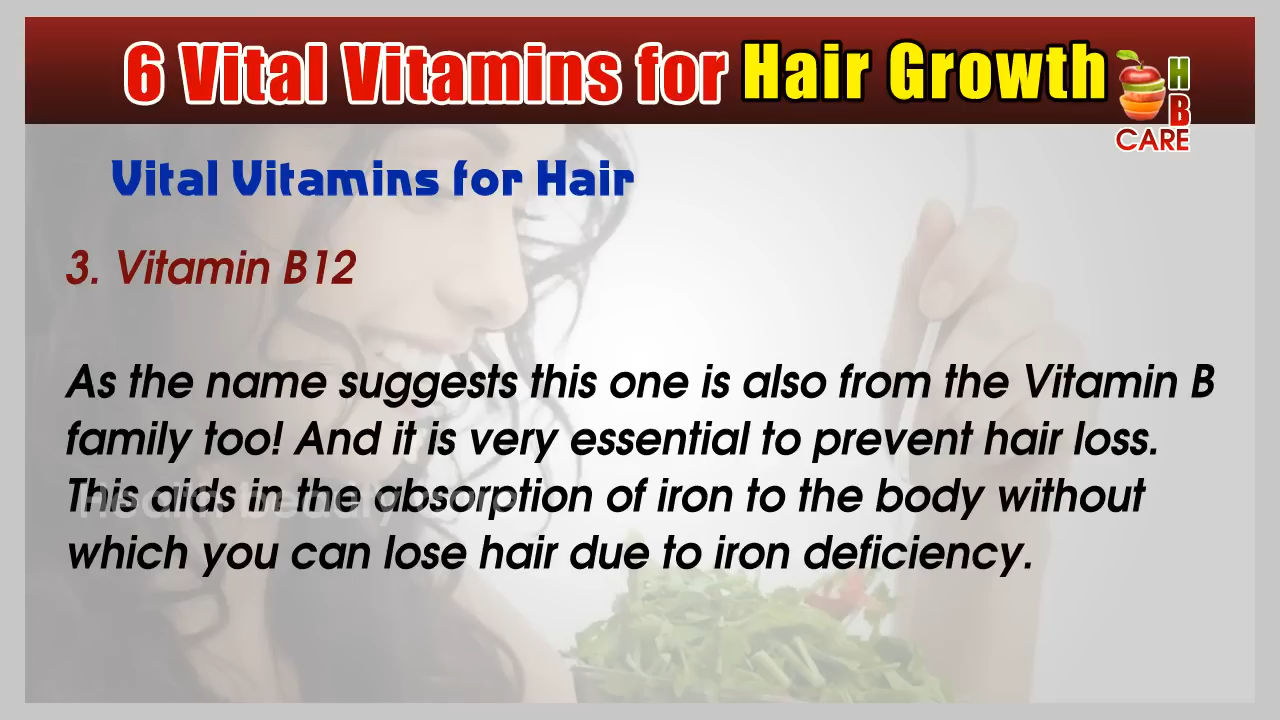 6 Vital Vitamins for Hair Growth
H
B
CARE
Vital Vitamins for Hair
3. Vitamin B12
As the name suggests this one is also from the Vitamin B
family too! And it is very essential to prevent hair loss.
This aids in the absorption of iron to the body without
which you can lose hair due to iron deficiency.